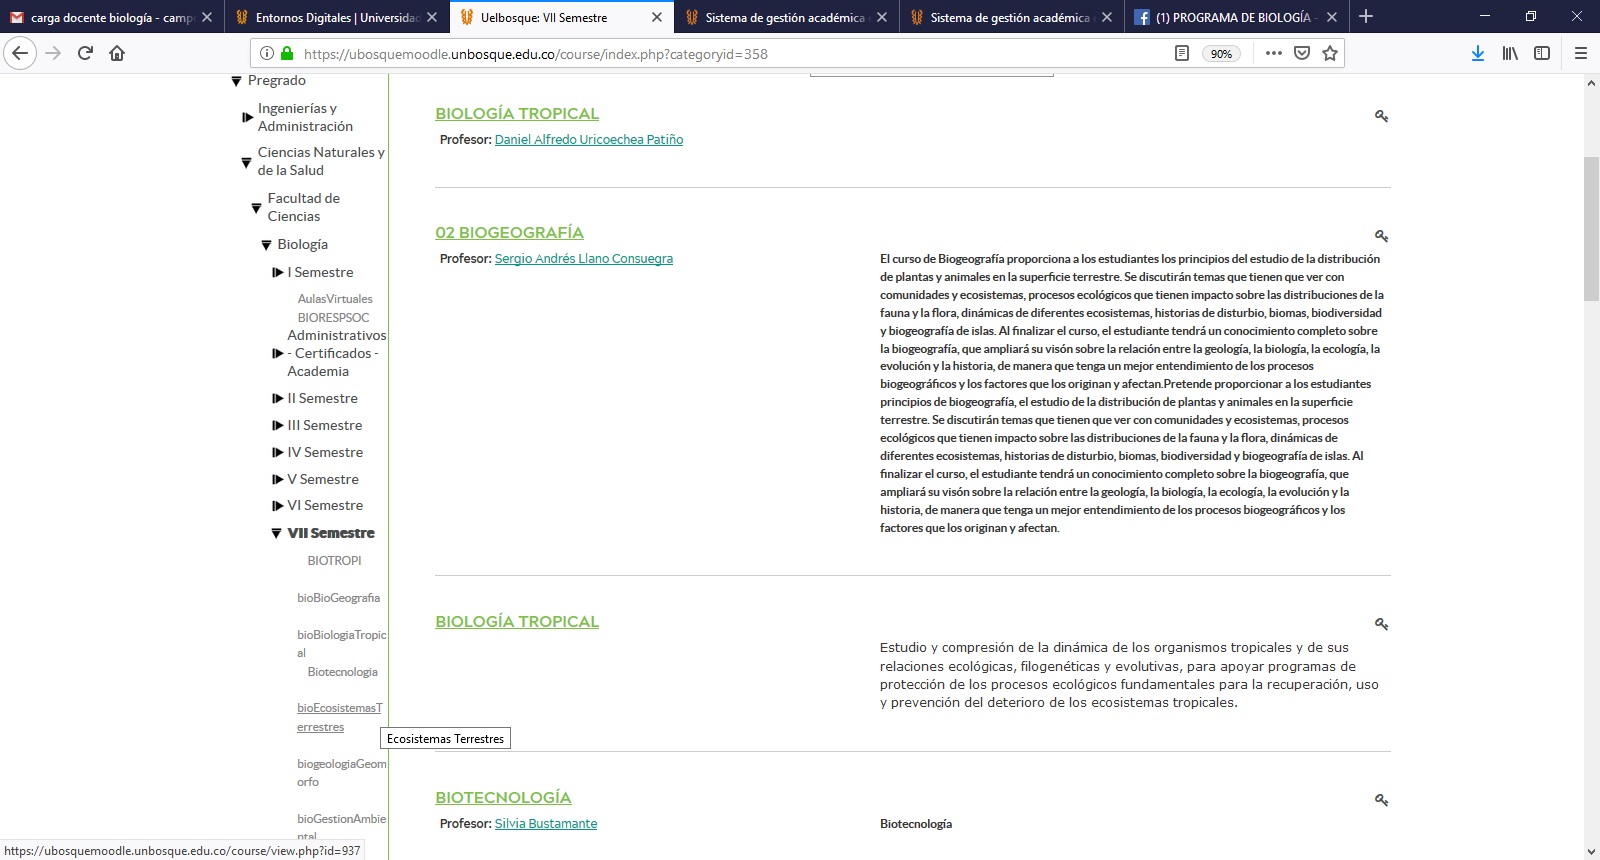 carga docente biología - camp
Entornos Digitales | Universidad
Uelbosque: VII Semestre
Sistema de gestión académica
Sistema de gestión académica
(1) PROGRAMA DE BIOLOGÍA -
https://ubosquemoodle.unbosque.edu.co/course/index.php?categoryid=358
90%
Pregrado
Ingenierías y
Administración
Ciencias Naturales y
de la Salud
Facultad de
Ciencias
Biología
I Semestre
AulasVirtuales
BIORESPSOC
Administrativos
- Certificados -
Academia
II Semestre
III Semestre
IV Semestre
V Semestre
VI Semestre
VII Semestre
BIOTROPI
bioBioGeografia
bioBiologiaTropic
al
Biotecnologia
bioEcosistemasT
errestres
Ecosistemas Terrestres
biogeologiaGeom
orfo
bioGestionAmbie
ntal
BIOLOGÍA TROPICAL
Profesor: Daniel Alfredo Uricoechea Patiño
02 BIOGEOGRAFÍA
Profesor: Sergio Andrés Llano Consuegra
El curso de Biogeografía proporciona a los estudiantes los principios del estudio de la distribución
de plantas y animales en la superficie terrestre. Se discutirán temas que tienen que ver con
comunidades y ecosistemas, procesos ecológicos que tienen impacto sobre las distribuciones de la
fauna y la flora, dinámicas de diferentes ecosistemas, historias de disturbio, biomas, biodiversidad
y biogeografía de islas. Al finalizar el curso, el estudiante tendrá un conocimiento completo sobre
la biogeografía, que ampliará su visón sobre la relación entre la geología, la biología, la ecología, la
evolución y la historia, de manera que tenga un mejor entendimiento de los procesos
biogeográficos y los factores que los originan y afectan.Pretende proporcionar a los estudiantes
principios de biogeografía, el estudio de la distribución de plantas y animales en la superficie
terrestre. Se discutirán temas que tienen que ver con comunidades y ecosistemas, procesos
ecológicos que tienen impacto sobre las distribuciones de la fauna y la flora, dinámicas de
diferentes ecosistemas, historias de disturbio, biomas, biodiversidad y biogeografía de islas. Al
finalizar el curso, el estudiante tendrá un conocimiento completo sobre la biogeografía, que
ampliará su visón sobre la relación entre la geología, la biología, la ecología, la evolución y la
historia, de manera que tenga un mejor entendimiento de los procesos biogeográficos y los
factores que los originan y afectan.
BIOLOGÍA TROPICAL
Estudio y compresión de la dinámica de los organismos tropicales y de sus
relaciones ecológicas, filogenéticas y evolutivas, para apoyar programas de
protección de los procesos ecológicos fundamentales para la recuperación, uso
y prevención del deterioro de los ecosistemas tropicales.
BIOTECNOLOGÍA
Profesor: Silvia Bustamante
Biotecnología
https://ubosquemoodle.unbosque.edu.co/course/view.php?id=937